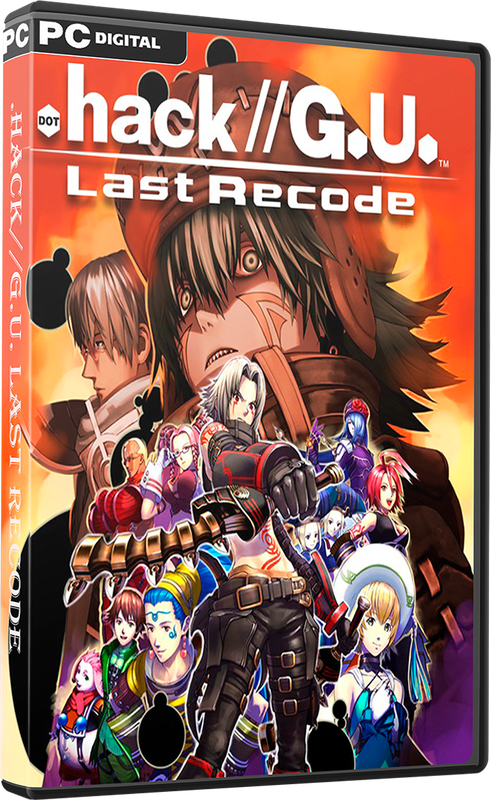 PC
PC DIGITAL
DOT
.hack//G.U.
TM
Last Recode
.HACK//G.U. LAST RECODE